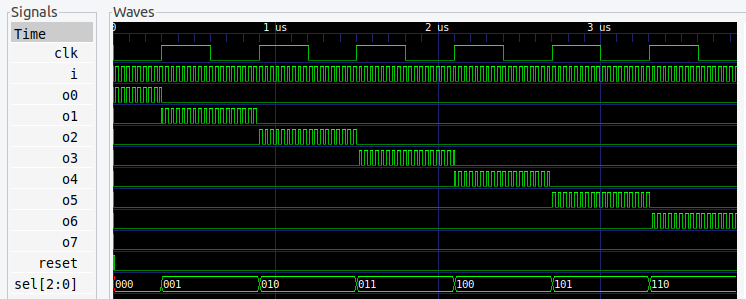 Signals
Waves
Time
0 1 us 2 us 3 us
clk
i
o0
o1
o2
o3
o4
o5
o6
o7
reset
sel[2:0] 000 001 010 011 100 101 110